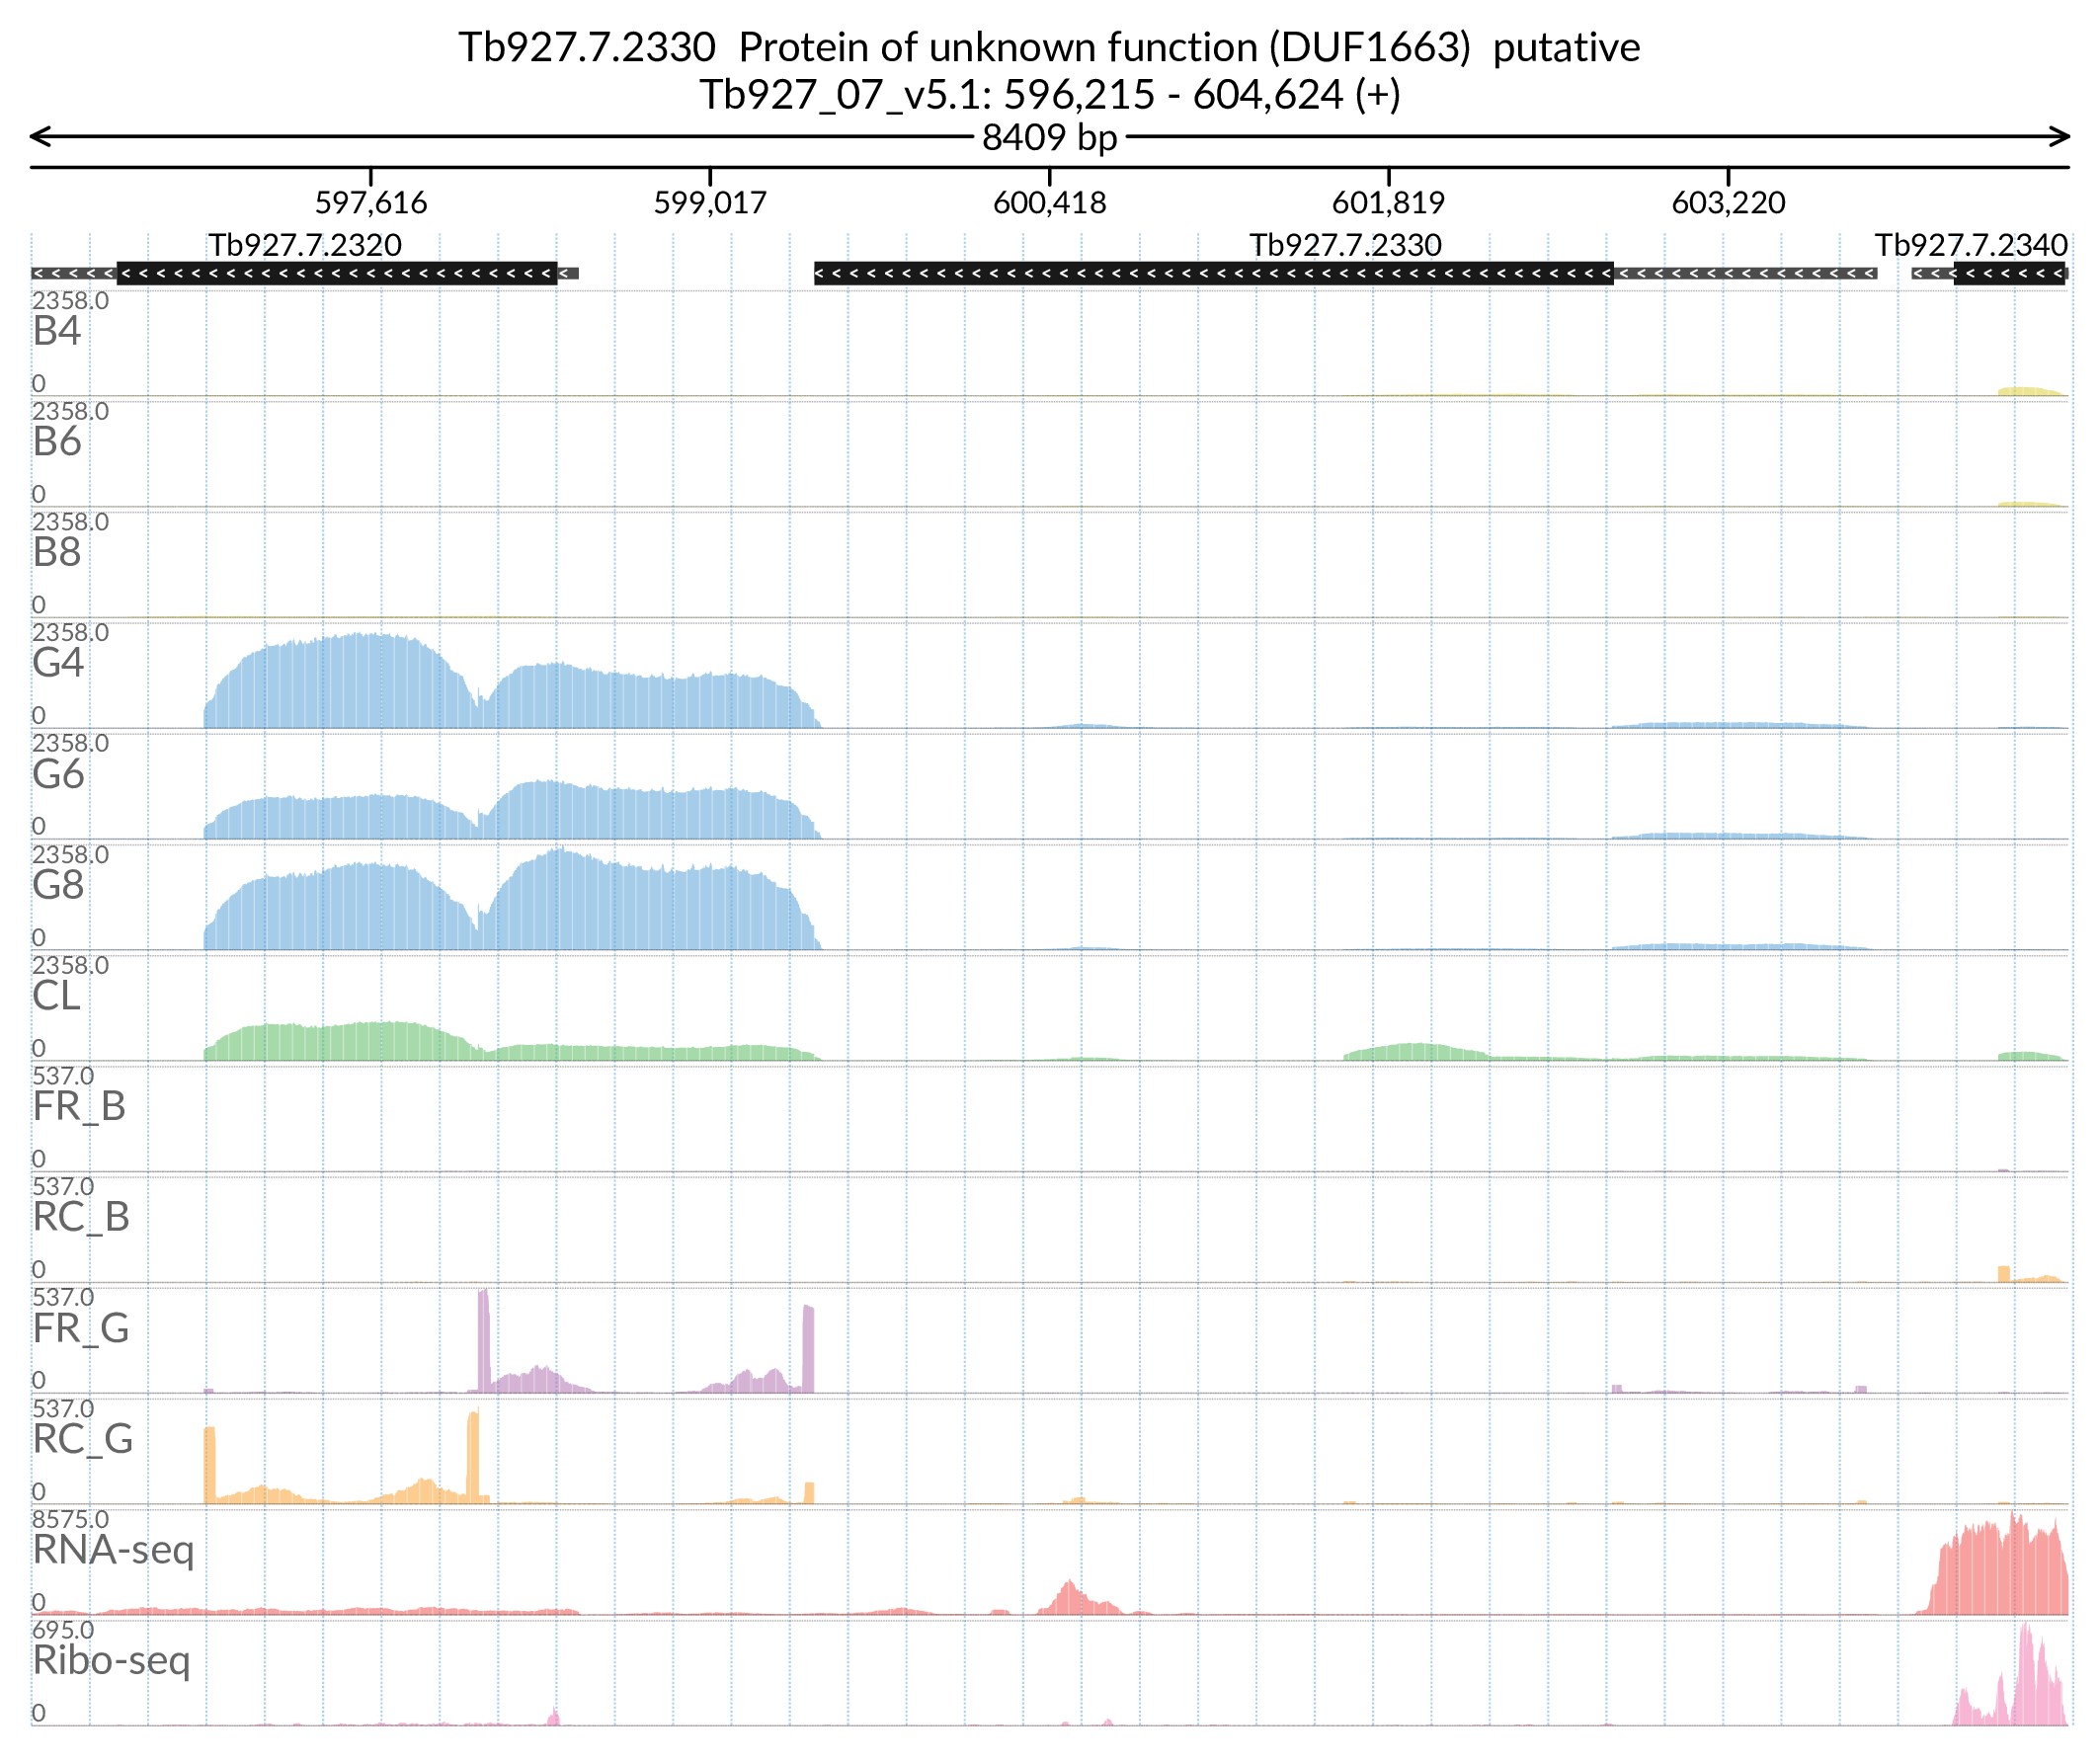 Tb927.7.2330  Protein of unknown function (DUF1663)  putative
Tb927_07_v5.1: 596,215 - 604,624 (+)
8409 bp
597,616 599,017 600,418 601,819 603,220
Tb927.7.2320 Tb927.7.2330 Tb927.7.2340
2358.0
B4
0
2358.0
B6
0
2358.0
B8
0
2358.0
G4
0
2358.0
G6
0
2358.0
G8
0
2358.0
CL
0
537.0
FR_B
0
537.0
RC_B
0
537.0
FR_G
0
537.0
RC_G
0
8575.0
RNA-seq
0
695.0
Ribo-seq
0